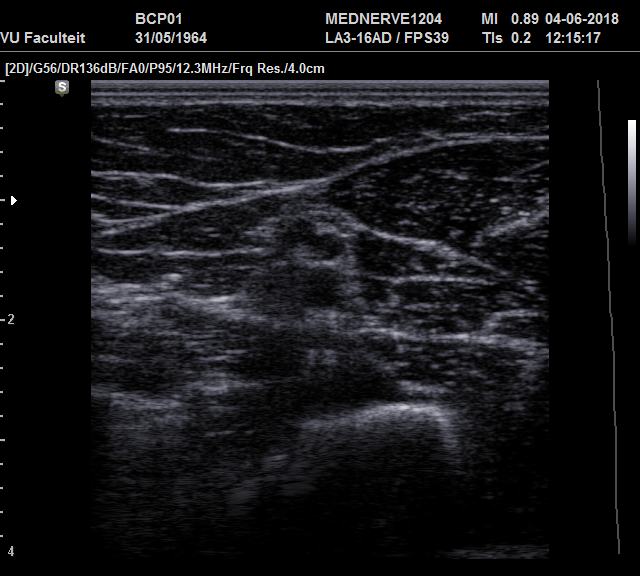 BCP01 MEDNERVE1204 MI 0.89 04-06-2018
VU Faculteit 31/05/1964 LA3-16AD / FPS39 TIs 0.2 12:15:17
[2D]/G56/DR136dB/FA0/P95/12.3MHz/Frq Res./4.0cm
S
2
4